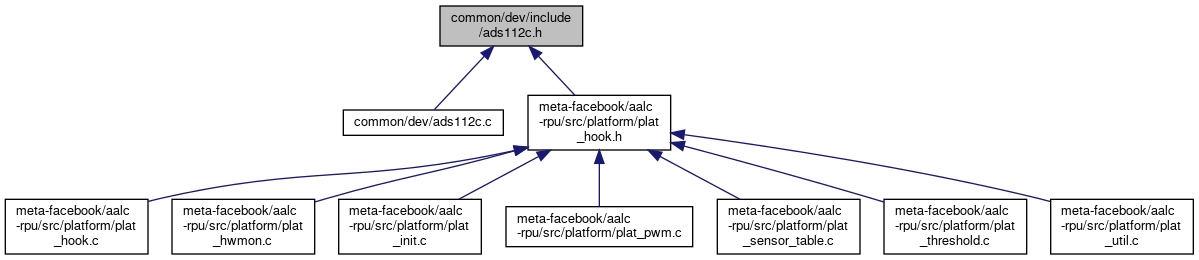 common/dev/include
/ads112c.h
common/dev/ads112c.c
meta-facebook/aalc
-rpu/src/platform/plat
_hook.h
meta-facebook/aalc
-rpu/src/platform/plat
_hook.c
meta-facebook/aalc
-rpu/src/platform/plat
_hwmon.c
meta-facebook/aalc
-rpu/src/platform/plat
_init.c
meta-facebook/aalc
-rpu/src/platform/plat_pwm.c
meta-facebook/aalc
-rpu/src/platform/plat
_sensor_table.c
meta-facebook/aalc
-rpu/src/platform/plat
_threshold.c
meta-facebook/aalc
-rpu/src/platform/plat
_util.c